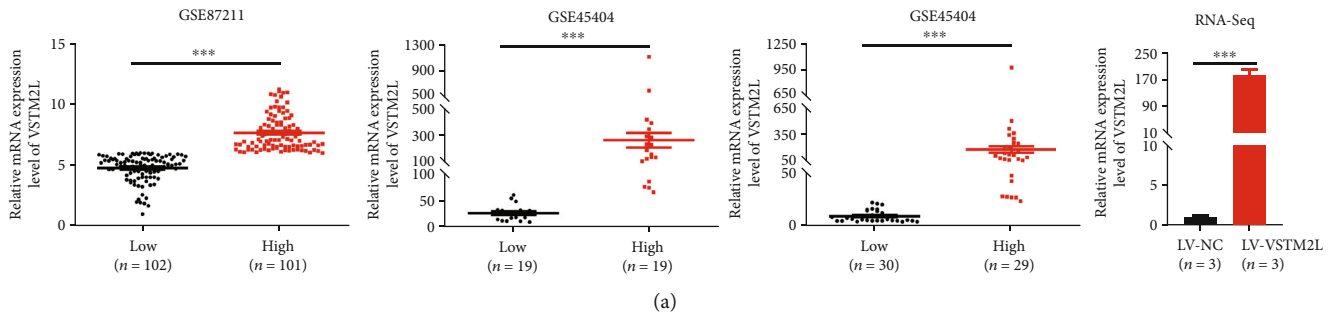 GSE87211
Relative mRNA expression
level of VSTM2L
15
10
5
0
***
Low
(n = 102)
High
(n = 101)
GSE45404
Relative mRNA expression
level of VSTM2L
1300
900
500
500
300
100
100
50
0
***
Low
(n = 19)
High
(n = 19)
GSE45404
Relative mRNA expression
level of VSTM2L
1250
950
650
650
350
50
50
0
***
Low
(n = 30)
High
(n = 29)
RNA-Seq
Relative mRNA expression
level of VSTM2L
250
170
90
10
10
5
0
***
LV-NC
(n = 3)
LV-VSTM2L
(n = 3)
(a)